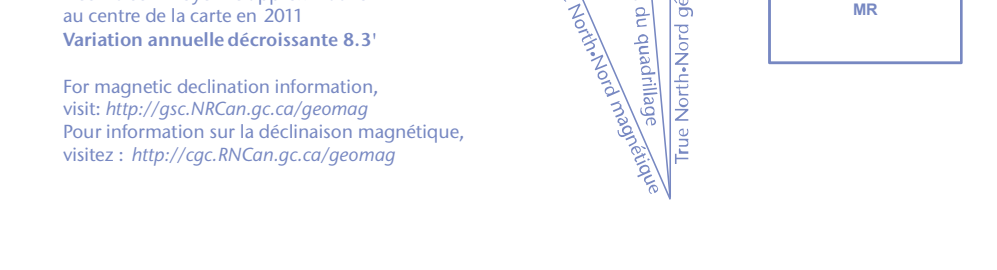 au centre de la carte en 2011
Variation annuelle décroissante 8.3'
For magnetic declination information,
visit: http://gsc.NRCan.gc.ca/geomag
Pour information sur la déclinaison magnétique,
visitez : http://cgc.RNCan.gc.ca/geomag
North•Nord magnétique
du quadrillage
True North•Nord gé
MR